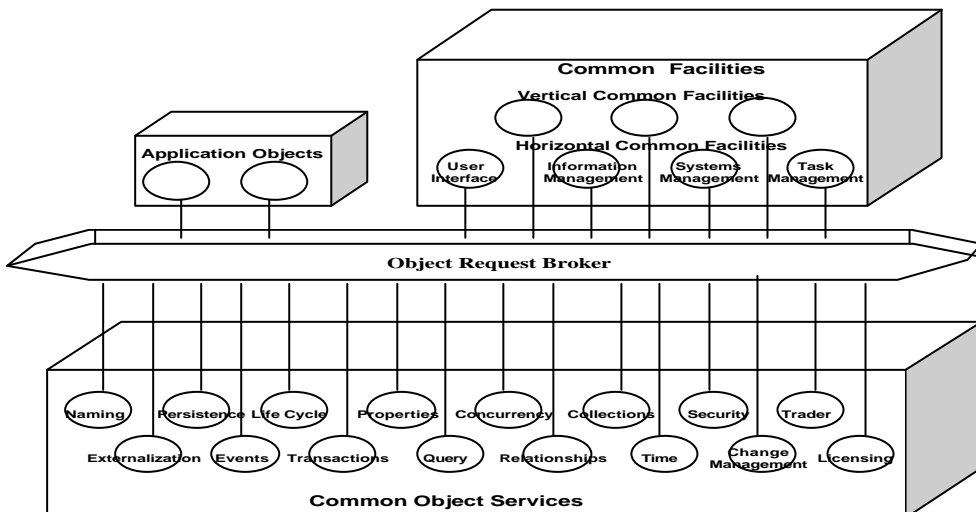 Common Facilities
Vertical Common Facilities
Application Objects
Horizontal Common Facilities
User Interface
Information Management
Systems Management
Task Management
Object Request Broker
Naming
Persistence
Life Cycle
Properties
Concurrency
Collections
Security
Trader
Externalization
Events
Transactions
Query
Relationships
Time
Change Management
Licensing
Common Object Services